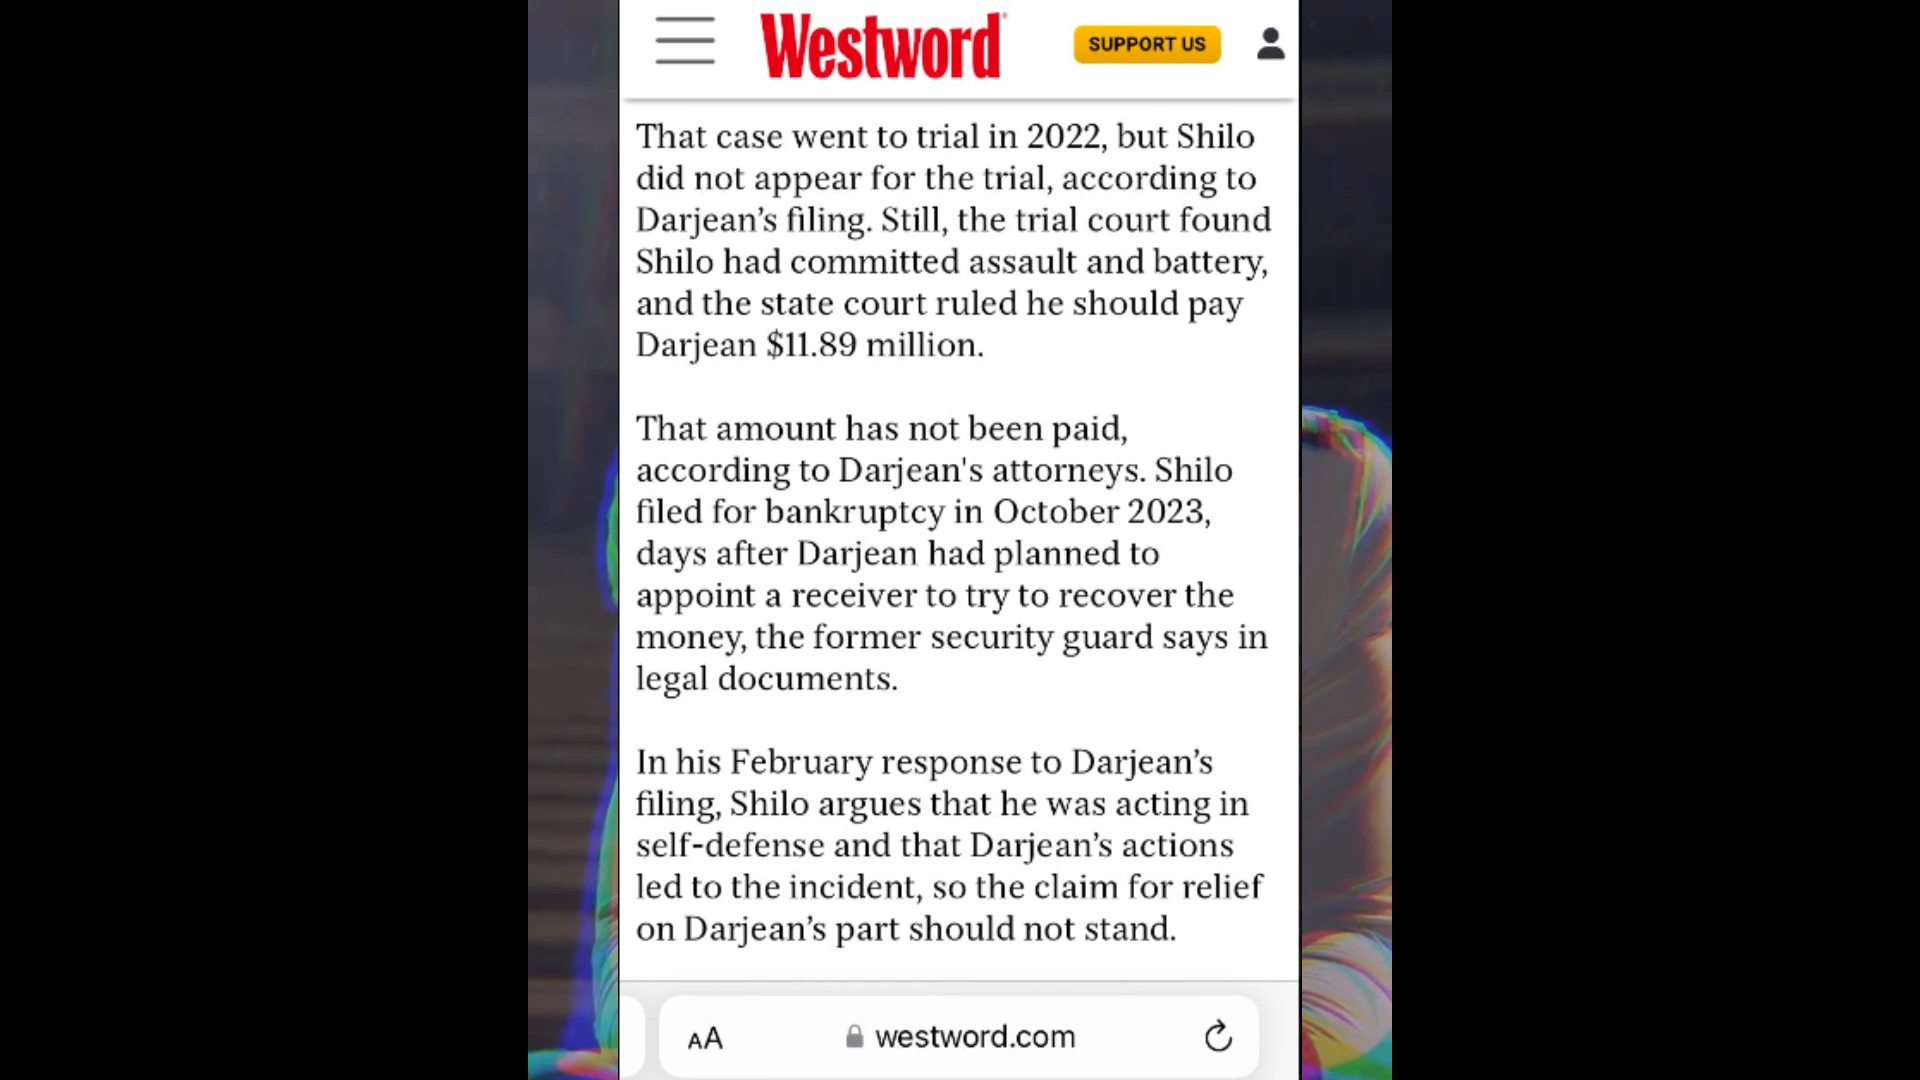 Westword
SUPPORT US
That case went to trial in 2022, but Shilo
did not appear for the trial, according to
Darjean’s filing. Still, the trial court found
Shilo had committed assault and battery,
and the state court ruled he should pay
Darjean $11.89 million.
That amount has not been paid,
according to Darjean's attorneys. Shilo
filed for bankruptcy in October 2023,
days after Darjean had planned to
appoint a receiver to try to recover the
money, the former security guard says in
legal documents.
In his February response to Darjean’s
filing, Shilo argues that he was acting in
self-defense and that Darjean’s actions
led to the incident, so the claim for relief
on Darjean’s part should not stand.
AA
westword.com